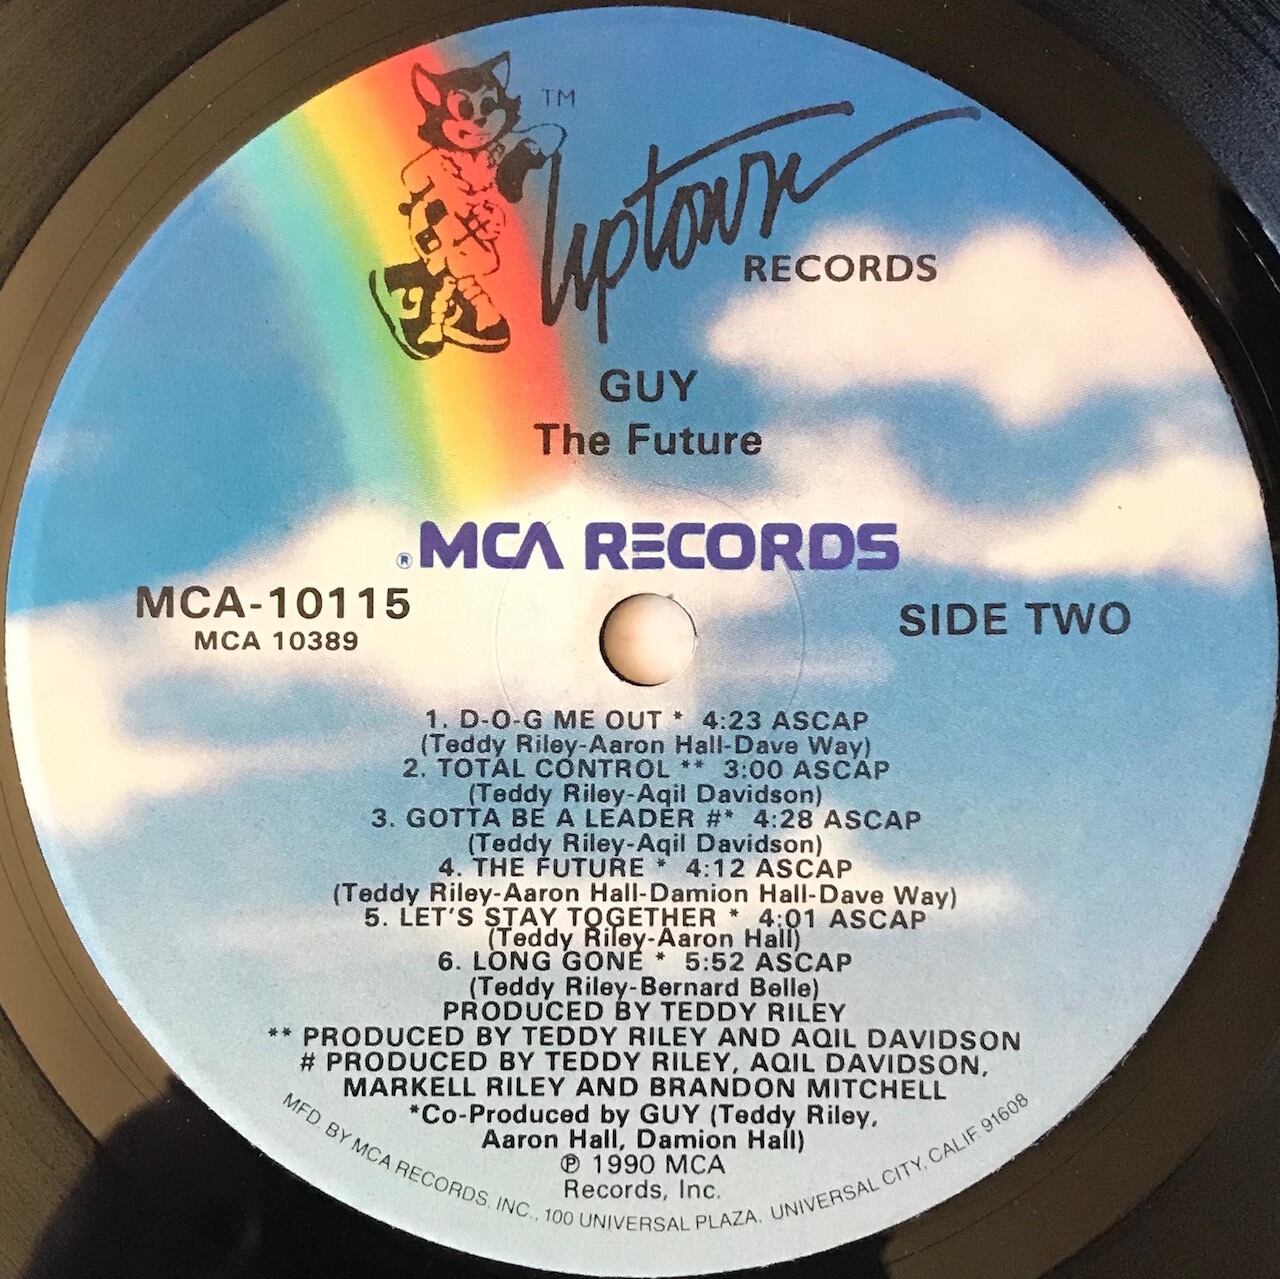 TM
Uptown
RECORDS
GUY
The Future
® MCA RECORDS
MCA-10115
MCA 10389
SIDE TWO
1. D-O-G ME OUT * 4:23 ASCAP
(Teddy Riley-Aaron Hall-Dave Way)
2. TOTAL CONTROL ** 3:00 ASCAP
(Teddy Riley-Aqil Davidson)
3. GOTTA BE A LEADER #* 4:28 ASCAP
(Teddy Riley-Aqil Davidson)
4. THE FUTURE * 4:12 ASCAP
(Teddy Riley-Aaron Hall-Damion Hall-Dave Way)
5. LET'S STAY TOGETHER * 4:01 ASCAP
(Teddy Riley-Aaron Hall)
6. LONG GONE * 5:52 ASCAP
(Teddy Riley-Bernard Belle)
PRODUCED BY TEDDY RILEY
** PRODUCED BY TEDDY RILEY AND AQIL DAVIDSON
# PRODUCED BY TEDDY RILEY, AQIL DAVIDSON,
MARKELL RILEY AND BRANDON MITCHELL
*Co-Produced by GUY (Teddy Riley,
Aaron Hall, Damion Hall)
℗ 1990 MCA
Records, Inc.
MFD. BY MCA RECORDS, INC., 100 UNIVERSAL PLAZA, UNIVERSAL CITY, CALIF. 91608